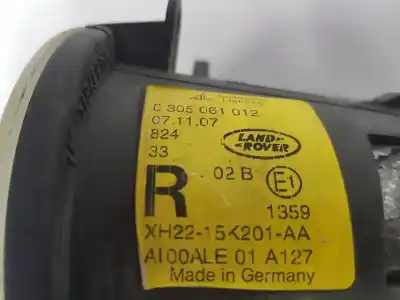 0 305 061 012
07.11.07
824
33
LAND
ROVER
R
02 B
E1
1359
XH22-15K201-AA
AI00ALE 01 A127
Made in Germany